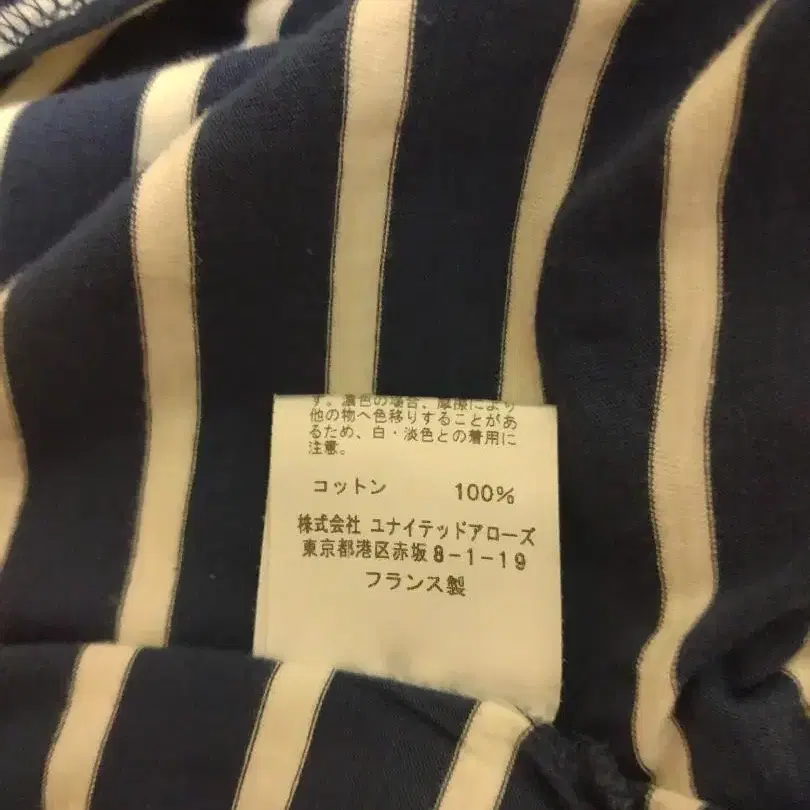 す。濃色の場合、摩擦により
他の物へ色移りすることがあ
るため、白・淡色との着用に
注意。
コットン 100%
株式会社 ユナイテッドアローズ
東京都港区赤坂8-1-19
フランス製